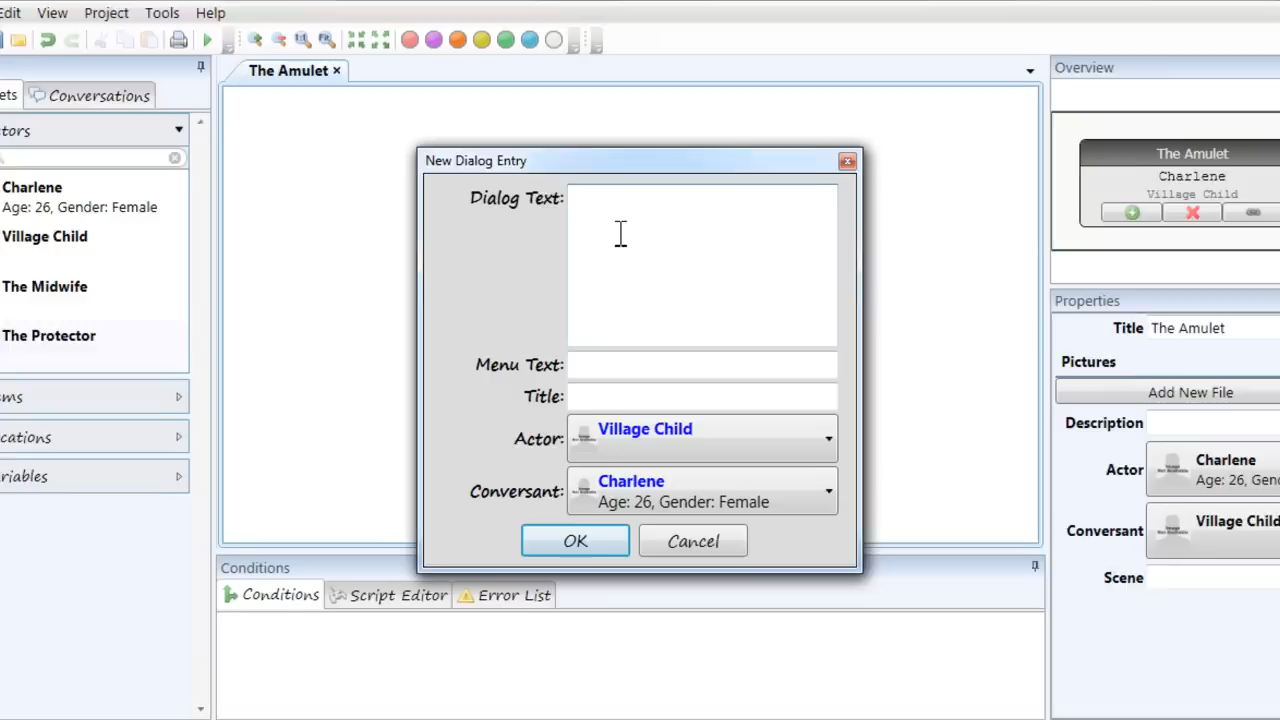 Edit View Project Tools Help
The Amulet ×
Overview
ets Conversations
tors
Charlene
Age: 26, Gender: Female
Village Child
The Midwife
The Protector
ms
cations
riables
New Dialog Entry
Dialog Text:
Menu Text:
Title:
Actor: Village Child
Conversant: Charlene
Age: 26, Gender: Female
OK Cancel
Conditions
Conditions Script Editor Error List
The Amulet
Charlene
Village Child
Properties
Title The Amulet
Pictures
Add New File
Description
Actor Charlene
Age: 26, Gend
Conversant Village Child
Scene